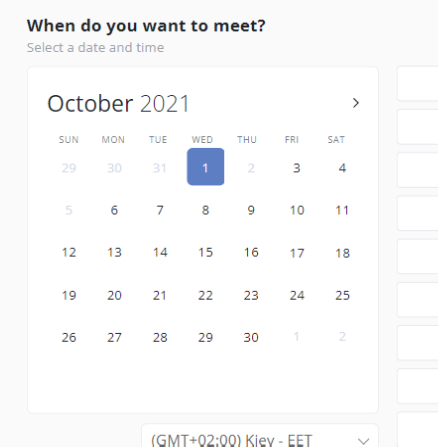 When do you want to meet?
Select a date and time
October 2021 >
SUN MON TUE WED THU FRI SAT
29 30 31 1 2 3 4
5 6 7 8 9 10 11
12 13 14 15 16 17 18
19 20 21 22 23 24 25
26 27 28 29 30 1 2
(GMT+02:00) Kiev - EET